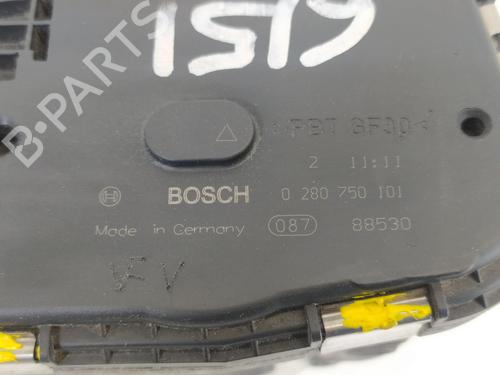 1519
>PBT GF30<
2 11:11
BOSCH 0 280 750 101
Made in Germany 087 88530
B-PARTS